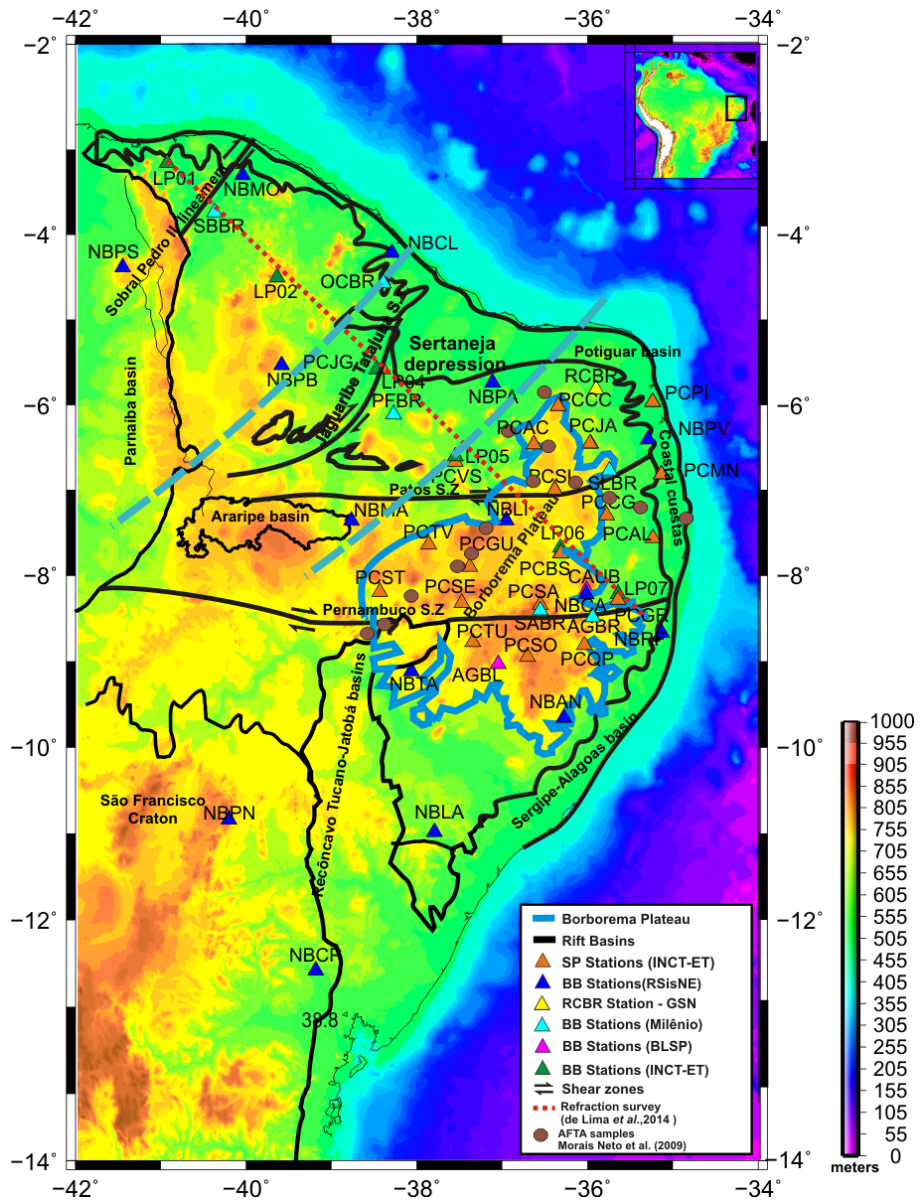 −42
−40
−38
−36
−34
−2˚
−2˚
LP01
NBMO
Sobral Pedro II lineament
SBBR
−4˚
−4˚
NBPS
NBCL
OCBR
LP02
Jaguaribe Tatajuba S.Z
Sertaneja
depression
Potiguar basin
PCJG
NBPB
LP04
PFBR
NBPA
RCBR
PCCC
PCPI
−6˚
−6˚
Parnaíba basin
PCAC
PCJA
NBPV
LP05
PCVS
PCSI
SLBR
PCMN
Coastal cuestas
Patos S.Z
PCCG
Araripe basin
NBMA
NBLI
PCAL
PCTV
PCGU
LP06
Borborema Plateau
−8˚
−8˚
PCBS
PCST
PCSE
PCSA
CAUB
LP07
Pernambuco S.Z
NBCA
PCGR
SABR
AGBR
PCTU
PCSO
NBRF
PCQP
NBTA
AGBL
NBAN
Recôncavo Tucano-Jatobá basins
−10˚
−10˚
Sergipe-Alagoas basin
São Francisco
Craton
NBPN
NBLA
−12˚
−12˚
NBCP
38.8
−14˚
−14˚
−42
−40
−38
−36
−34
Borborema Plateau
Rift Basins
SP Stations (INCT-ET)
BB Stations(RSisNE)
RCBR Station - GSN
BB Stations (Milênio)
BB Stations (BLSP)
BB Stations (INCT-ET)
Shear zones
Refraction survey
(de Lima et al.,2014 )
AFTA samples
Morais Neto et al. (2009)
1000
955
905
855
805
755
705
655
605
555
505
455
405
355
305
255
205
155
105
55
0
meters